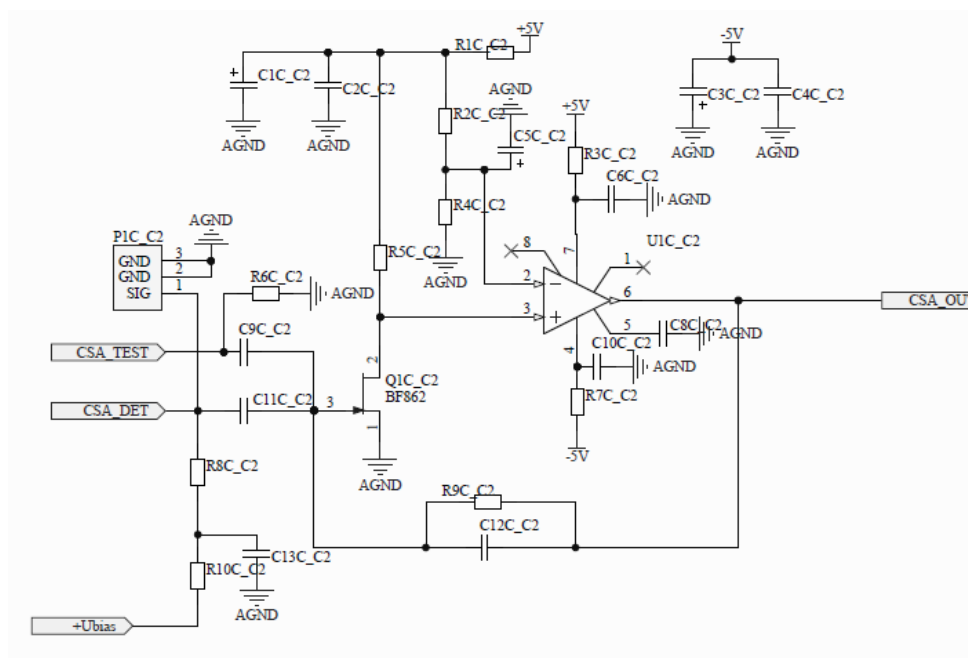 +5V
-5V
R1C_C2
C1C_C2
C2C_C2
AGND
AGND
AGND
R2C_C2
C5C_C2
+5V
C3C_C2
C4C_C2
AGND
AGND
R3C_C2
C6C_C2
AGND
R4C_C2
AGND
R5C_C2
AGND
P1C_C2
GND 3
GND 2
SIG 1
R6C_C2
AGND
8
7
U1C_C2
1
2
3
6
C9C_C2
CSA_TEST
CSA_OU
5
C8C_C2
AGND
4
C10C_C2
AGND
R7C_C2
-5V
2
Q1C_C2
BF862
3
1
AGND
CSA_DET
C11C_C2
R8C_C2
R9C_C2
C12C_C2
C13C_C2
R10C_C2
AGND
+Ubias